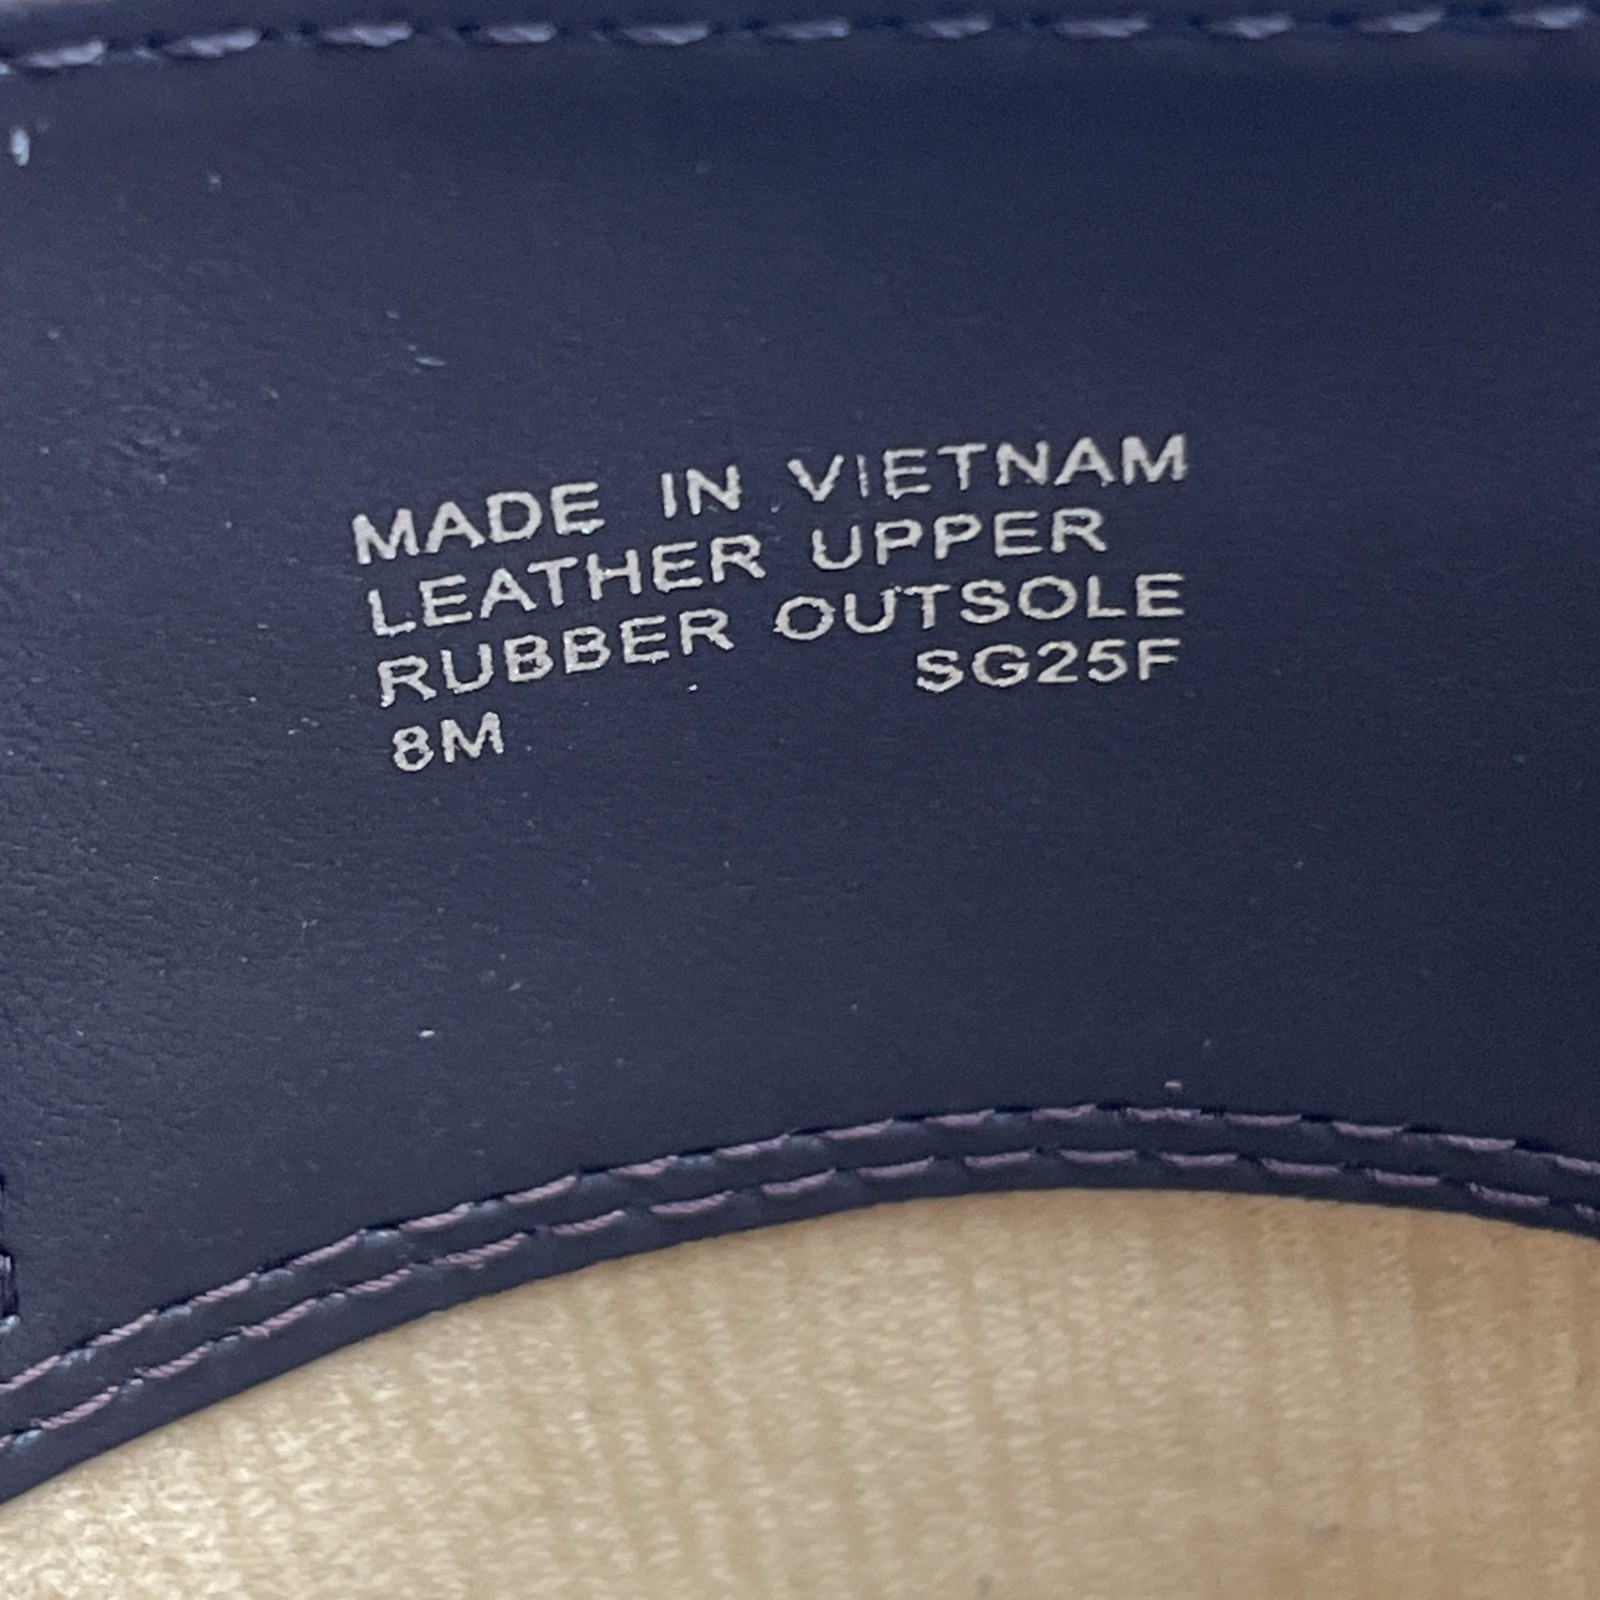 MADE IN VIETNAM
LEATHER UPPER
RUBBER OUTSOLE
SG25F
8M